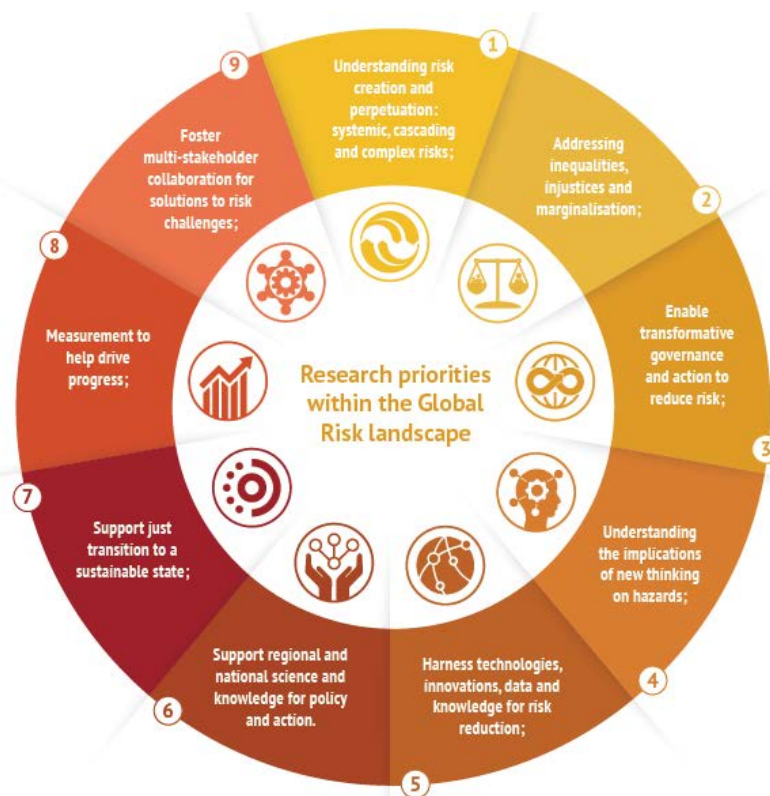 1
Understanding risk
creation and
perpetuation:
systemic, cascading
and complex risks;
2
Addressing
inequalities,
injustices and
marginalisation;
3
Enable
transformative
governance
and action to
reduce risk;
4
Understanding
the implications
of new thinking
on hazards;
5
Harness technologies,
innovations, data and
knowledge for risk
reduction;
6
Support regional and
national science and
knowledge for policy
and action.
7
Support just
transition to a
sustainable state;
8
Measurement to
help drive
progress;
9
Foster
multi-stakeholder
collaboration for
solutions to risk
challenges;
Research priorities
within the Global
Risk landscape